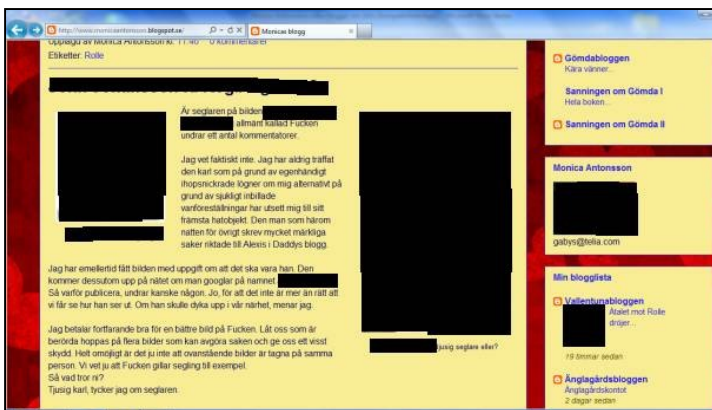 http://www.monicaantonsson.blogspot.se/
Monicas blogg
Upplagd av Monica Antonsson kl. 11:46 0 kommentarer
Etiketter: Rolle
Är seglaren på bilden
allmänt kallad Fucken
undrar ett antal kommentatorer.
Jag vet faktiskt inte. Jag har aldrig träffat
den karl som på grund av egenhändigt
ihopsnickrade lögner om mig alternativt på
grund av sjukligt inbillade
vanföreställningar har utsett mig till sitt
främsta hatobjekt. Den man som härom
natten för övrigt skrev mycket märkliga
saker riktade till Alexis i Daddys blogg.
Jag har emellertid fått bilden med uppgift om att det ska vara han. Den
kommer dessutom upp på nätet om man googlar på namnet
Så varför publicera, undrar kanske någon. Jo, för att det inte är mer än rätt att
vi får se hur han ser ut. Om han skulle dyka upp i vår närhet, menar jag.
Jag betalar fortfarande bra för en bättre bild på Fucken. Låt oss som är
berörda hoppas på flera bilder som kan avgöra saken och ge oss ett visst
skydd. Helt omöjligt är det ju inte att ovanstående bilder är tagna på samma
person. Vi vet ju att Fucken gillar segling till exempel.
Så vad tror ni?
Tjusig karl, tycker jag om seglaren.
tjusig seglare eller?
Gömdabloggen
Kära vänner...
Sanningen om Gömda I
Hela boken...
Sanningen om Gömda II
Monica Antonsson
gabys@telia.com
Min blogglista
Vallentunabloggen
Åtalet mot Rolle
dröjer...
19 timmar sedan
Änglagårdsbloggen
Änglagårdskontot
2 dagar sedan